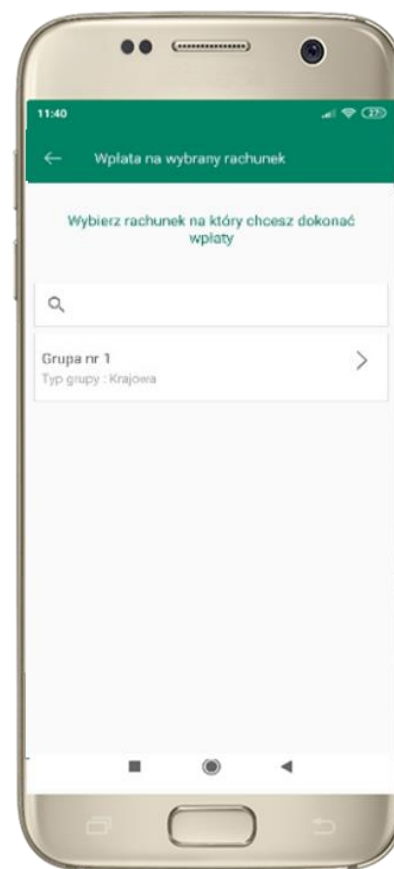 11:40
27
Wpłata na wybrany rachunek
Wybierz rachunek na który chcesz dokonać
wpłaty
Grupa nr 1
Typ grupy : Krajowa